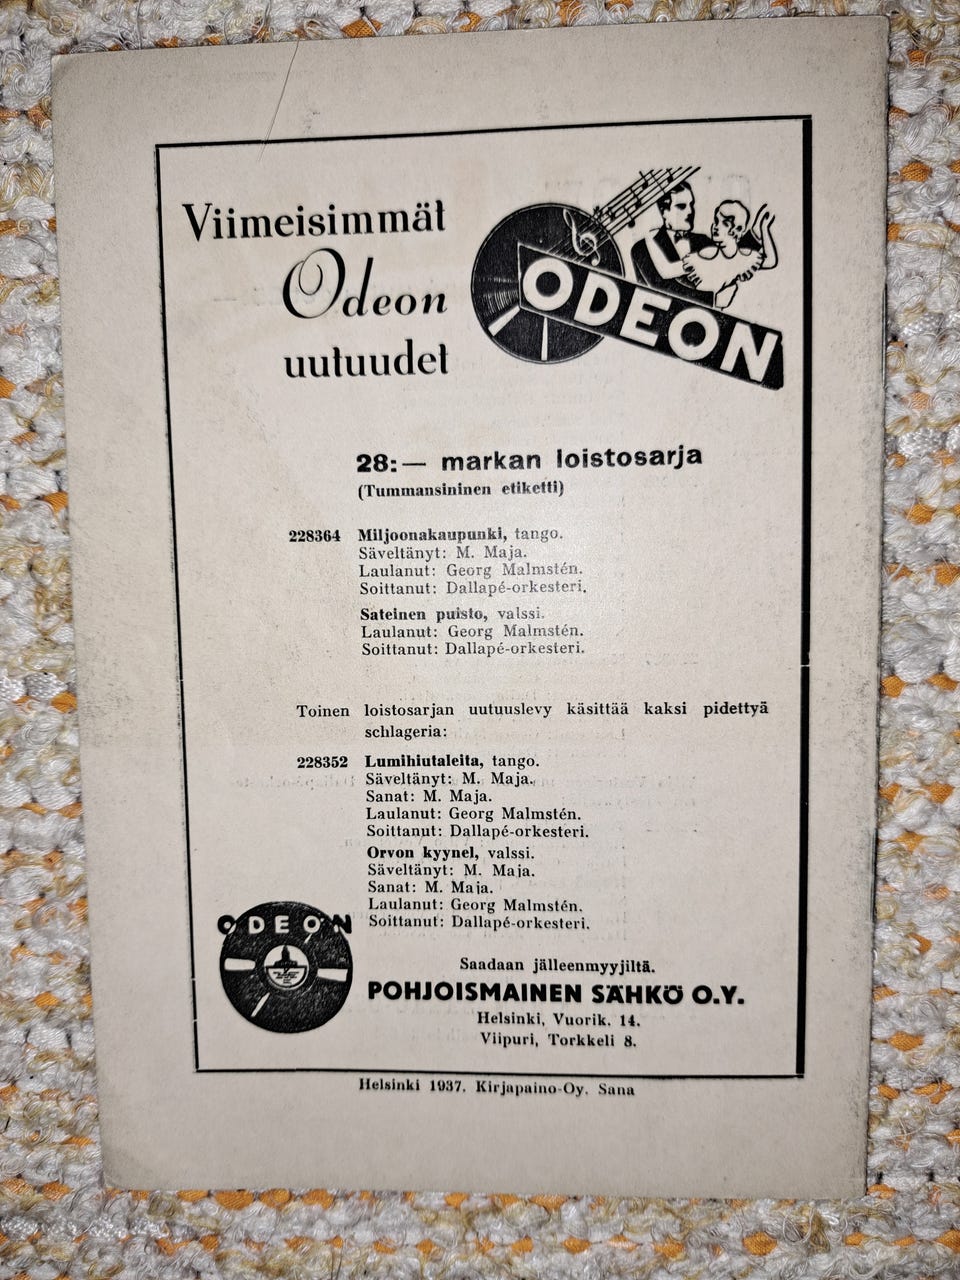 Viimeisimmät
Odeon
uutuudet
ODEON
28:— markan loistosarja
(Tummansininen etiketti)
228364 Miljoonakaupunki, tango.
Säveltänyt: M. Maja.
Laulanut: Georg Malmstén.
Soittanut: Dallapé-orkesteri.
Sateinen puisto, valssi.
Laulanut: Georg Malmstén.
Soittanut: Dallapé-orkesteri.
Toinen loistosarjan uutuuslevy käsittää kaksi pidettyä
schlageria:
228352 Lumihiutaleita, tango.
Säveltänyt: M. Maja.
Sanat: M. Maja.
Laulanut: Georg Malmstén.
Soittanut: Dallapé-orkesteri.
Orvon kyynel, valssi.
Säveltänyt: M. Maja.
Sanat: M. Maja.
Laulanut: Georg Malmstén.
Soittanut: Dallapé-orkesteri.
ODEON
Saadaan jälleenmyyjiltä.
POHJOISMAINEN SÄHKÖ O.Y.
Helsinki, Vuorik. 14.
Viipuri, Torkkeli 8.
Helsinki 1937. Kirjapaino-Oy. Sana